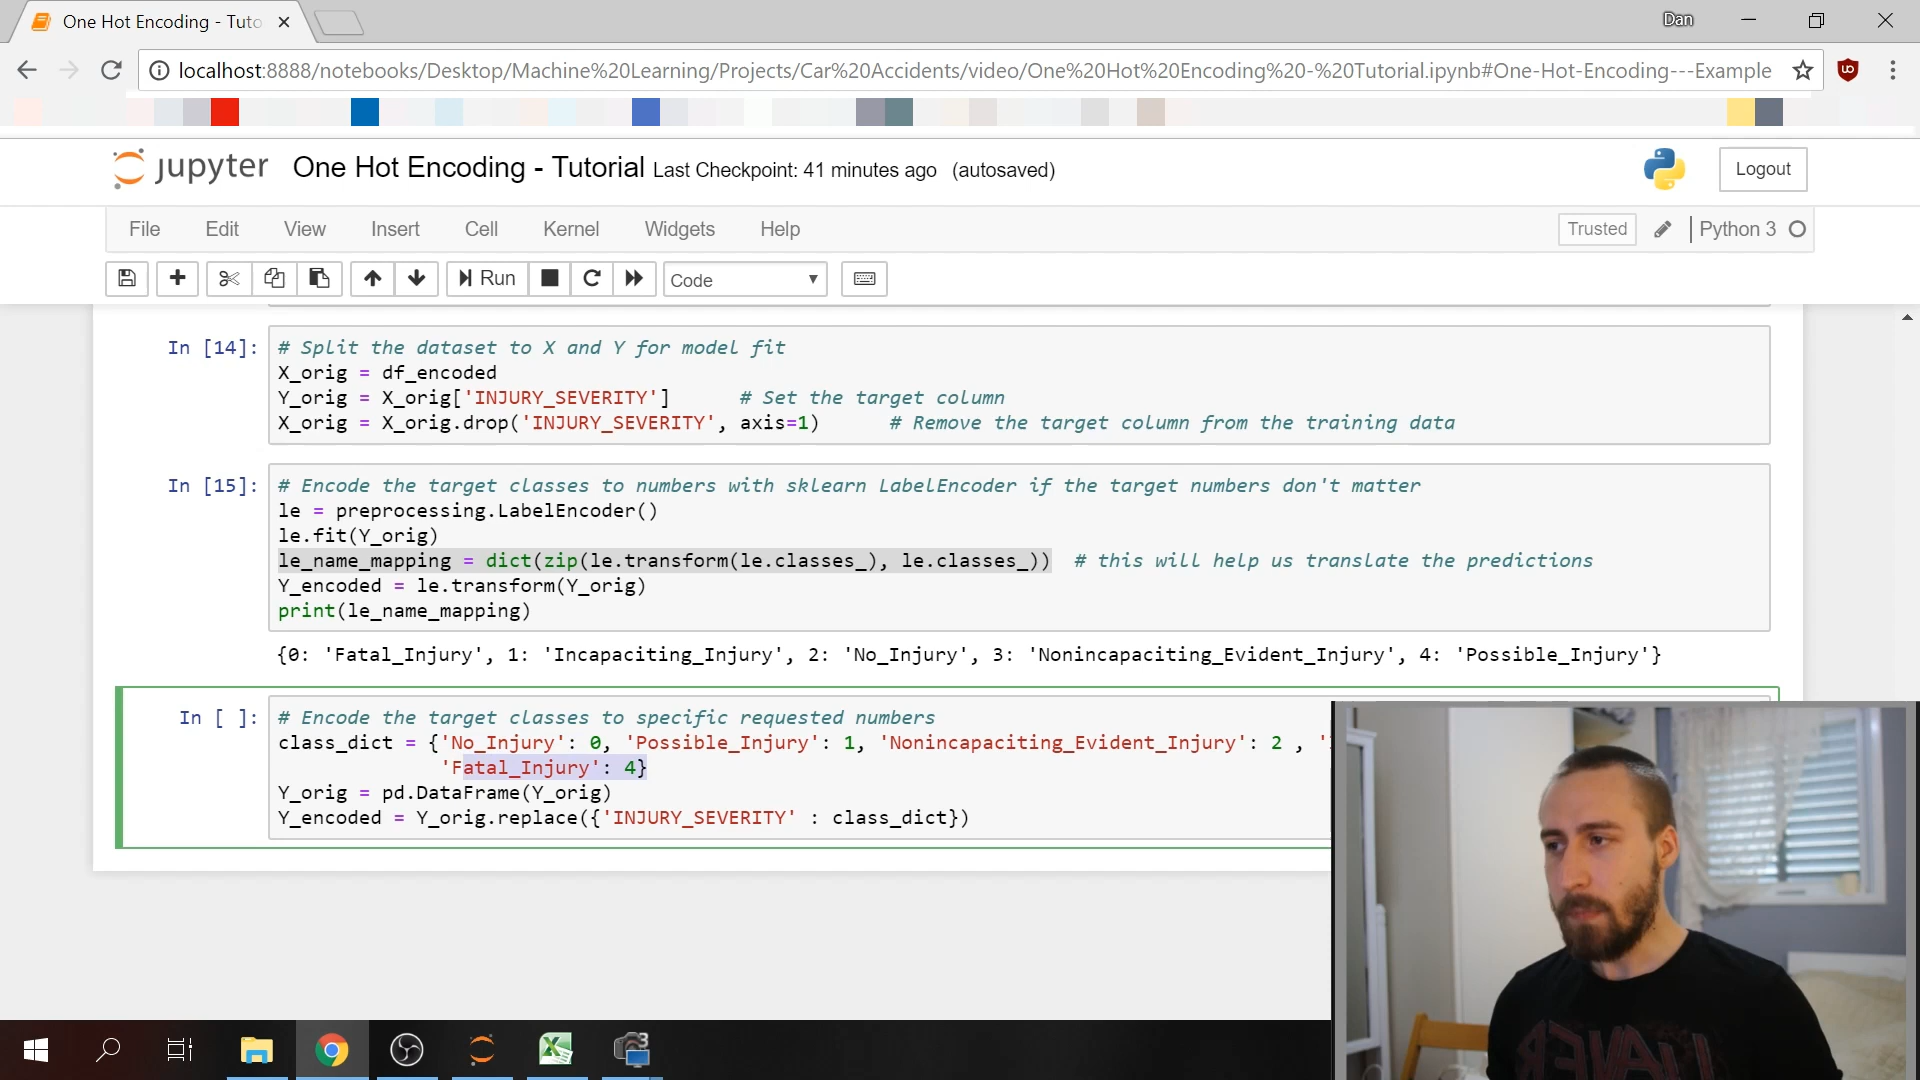 One Hot Encoding - Tuto
Dan
localhost:8888/notebooks/Desktop/Machine%20Learning/Projects/Car%20Accidents/video/One%20Hot%20Encoding%20-%20Tutorial.ipynb#One-Hot-Encoding---Example
jupyter One Hot Encoding - Tutorial Last Checkpoint: 41 minutes ago (autosaved)
Logout
File Edit View Insert Cell Kernel Widgets Help
Trusted Python 3
Run Code
In [14]: # Split the dataset to X and Y for model fit
X_orig = df_encoded
Y_orig = X_orig['INJURY_SEVERITY'] # Set the target column
X_orig = X_orig.drop('INJURY_SEVERITY', axis=1) # Remove the target column from the training data
In [15]: # Encode the target classes to numbers with sklearn LabelEncoder if the target numbers don't matter
le = preprocessing.LabelEncoder()
le.fit(Y_orig)
le_name_mapping = dict(zip(le.transform(le.classes_), le.classes_)) # this will help us translate the predictions
Y_encoded = le.transform(Y_orig)
print(le_name_mapping)
{0: 'Fatal_Injury', 1: 'Incapaciting_Injury', 2: 'No_Injury', 3: 'Nonincapaciting_Evident_Injury', 4: 'Possible_Injury'}
In [ ]: # Encode the target classes to specific requested numbers
class_dict = {'No_Injury': 0, 'Possible_Injury': 1, 'Nonincapaciting_Evident_Injury': 2 , '
'Fatal_Injury': 4}
Y_orig = pd.DataFrame(Y_orig)
Y_encoded = Y_orig.replace({'INJURY_SEVERITY' : class_dict})